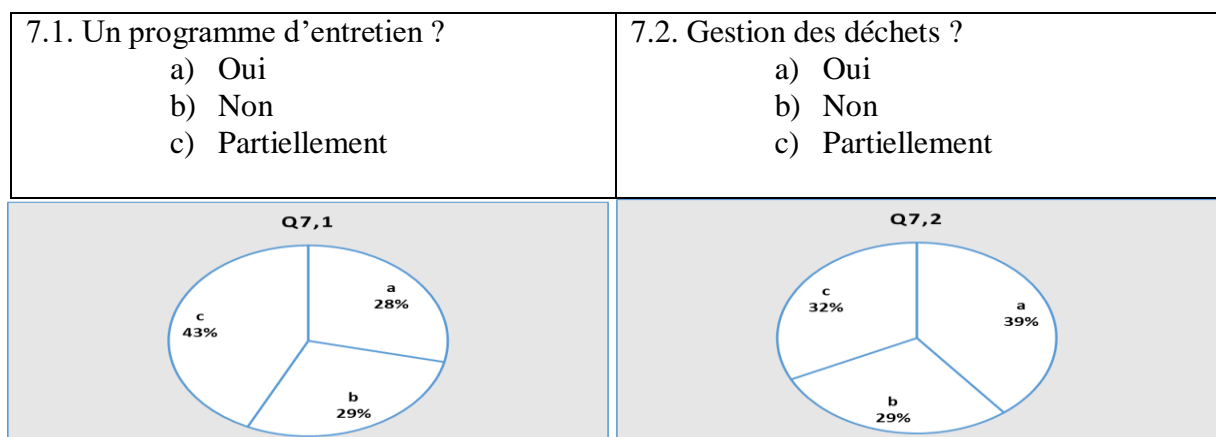 7.1. Un programme d’entretien ?
a) Oui
b) Non
c) Partiellement
7.2. Gestion des déchets ?
a) Oui
b) Non
c) Partiellement
Q7,1
a
28%
b
29%
c
43%
Q7,2
a
39%
b
29%
c
32%